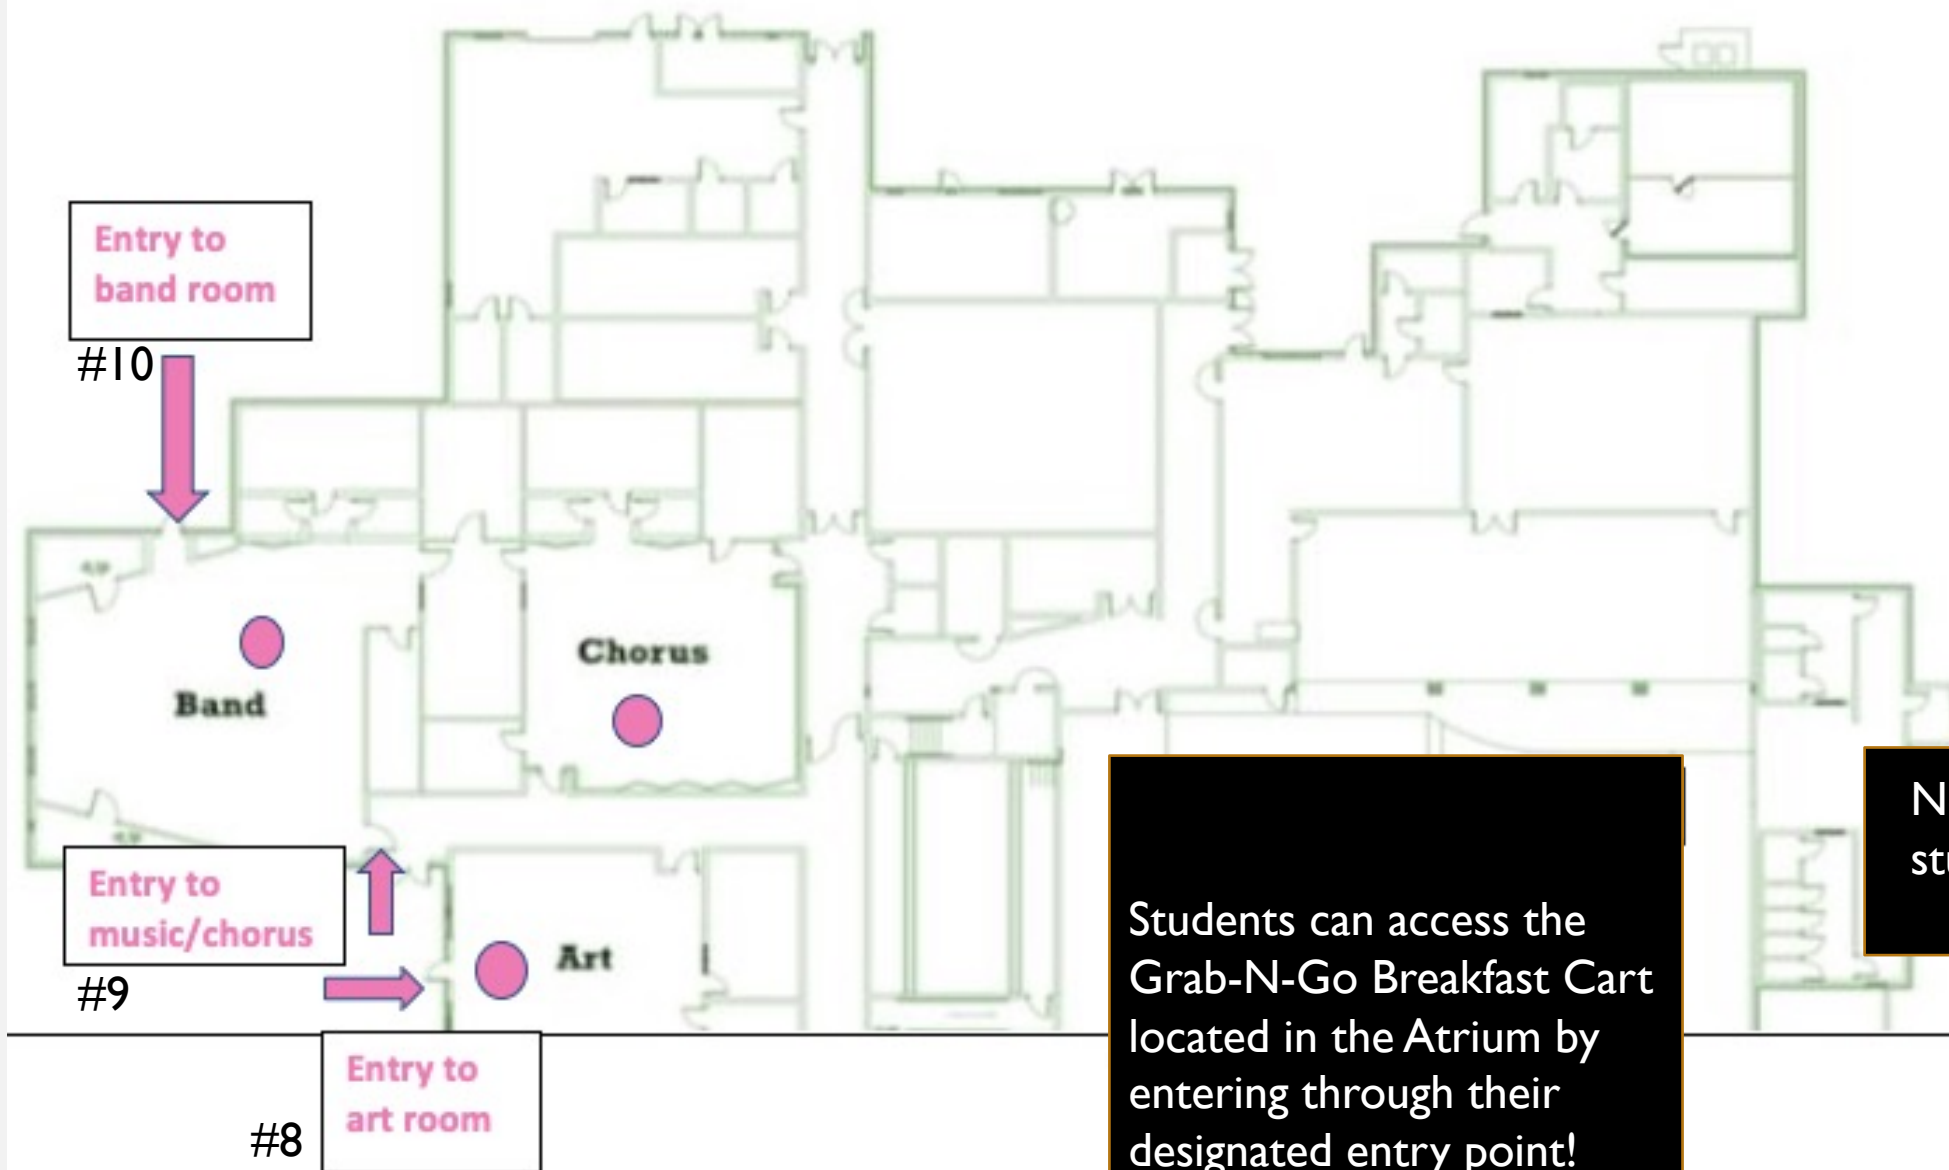 Entry to
band room
#10
Chorus
Band
Entry to
music/chorus
#9
Art
Entry to
art room
#8
Students can access the
Grab-N-Go Breakfast Cart
located in the Atrium by
entering through their
designated entry point!